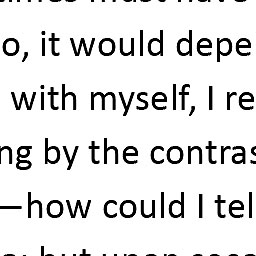 o, it would depe
with myself, I re
ng by the contras
—how could I tel